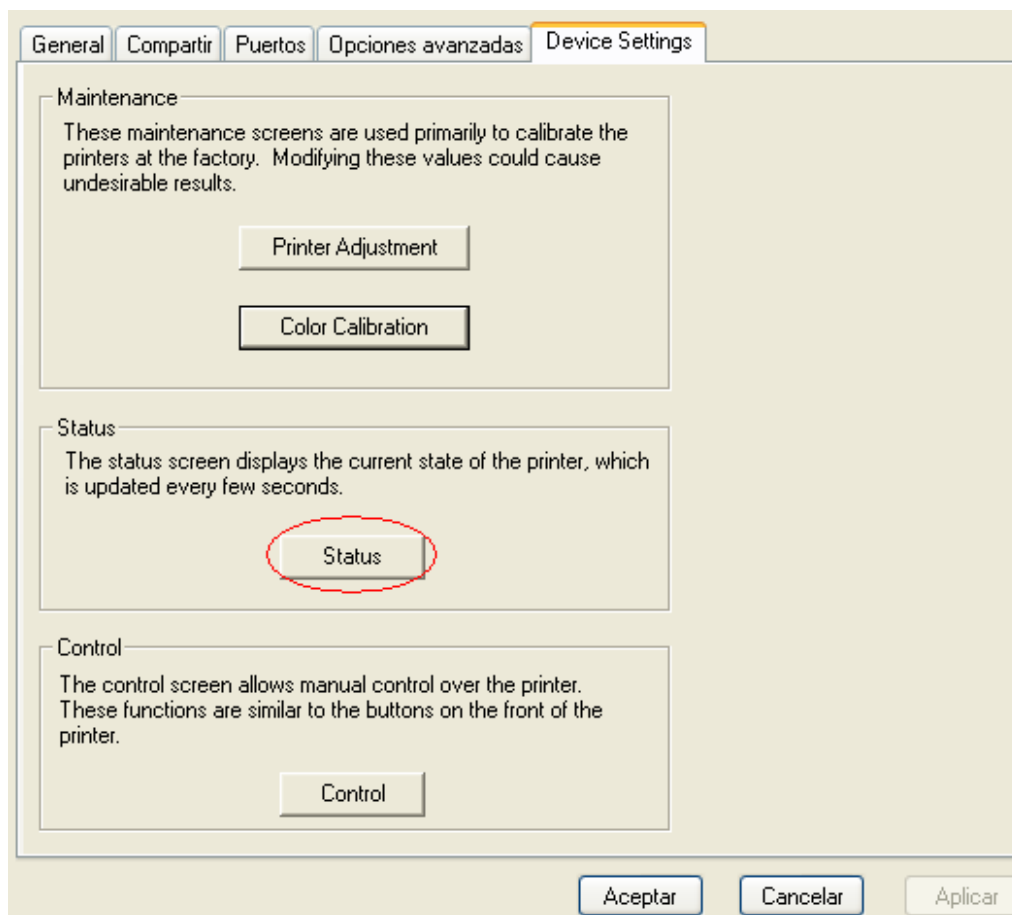 General Compartir Puertos Opciones avanzadas Device Settings
Maintenance
These maintenance screens are used primarily to calibrate the
printers at the factory.  Modifying these values could cause
undesirable results.
Printer Adjustment
Color Calibration
Status
The status screen displays the current state of the printer, which
is updated every few seconds.
Status
Control
The control screen allows manual control over the printer.
These functions are similar to the buttons on the front of the
printer.
Control
Aceptar Cancelar Aplicar